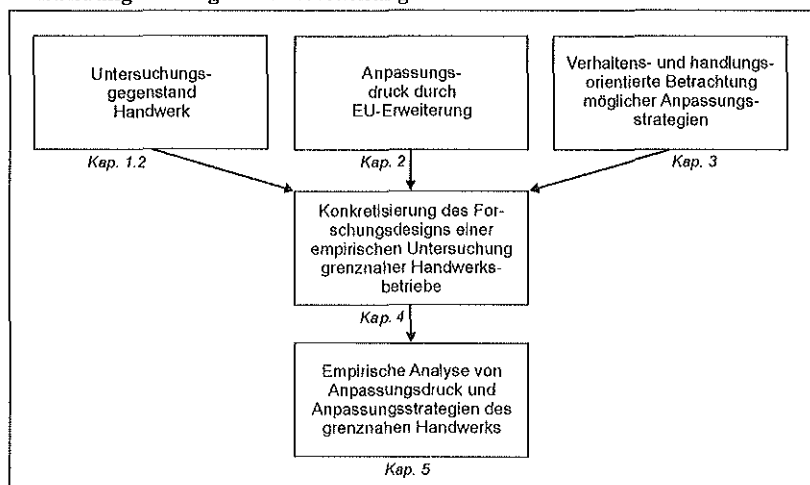 Untersuchungs-
gegenstand
Handwerk
Kap. 1.2
Anpassungs-
druck durch
EU-Erweiterung
Kap. 2
Verhaltens- und handlungs-
orientierte Betrachtung
möglicher Anpassungs-
strategien
Kap. 3
Konkretisierung des For-
schungsdesigns einer
empirischen Untersuchung
grenznaher Handwerks-
betriebe
Kap. 4
Empirische Analyse von
Anpassungsdruck und
Anpassungsstrategien des
grenznahen Handwerks
Kap. 5